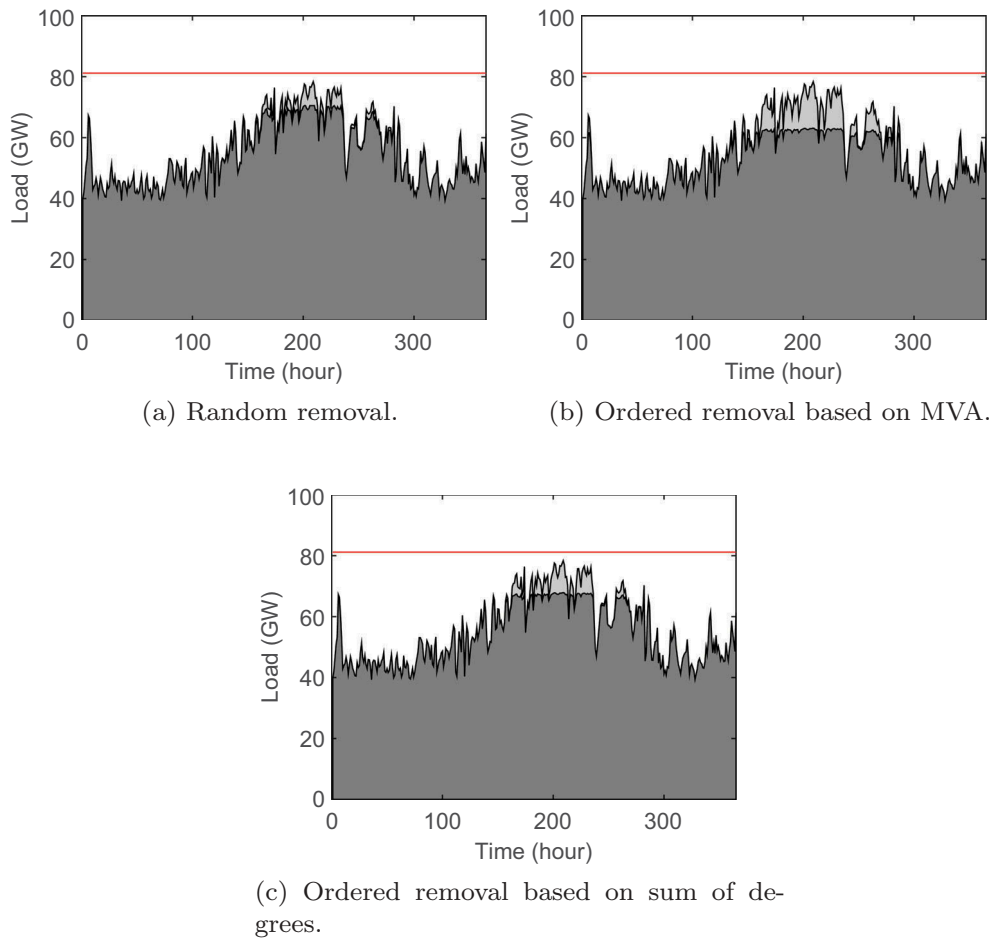 100
80
60
40
20
0
Load (GW)
0 100 200 300
Time (hour)
(a) Random removal.
100
80
60
40
20
0
Load (GW)
0 100 200 300
Time (hour)
(b) Ordered removal based on MVA.
100
80
60
40
20
0
Load (GW)
0 100 200 300
Time (hour)
(c) Ordered removal based on sum of de-
grees.